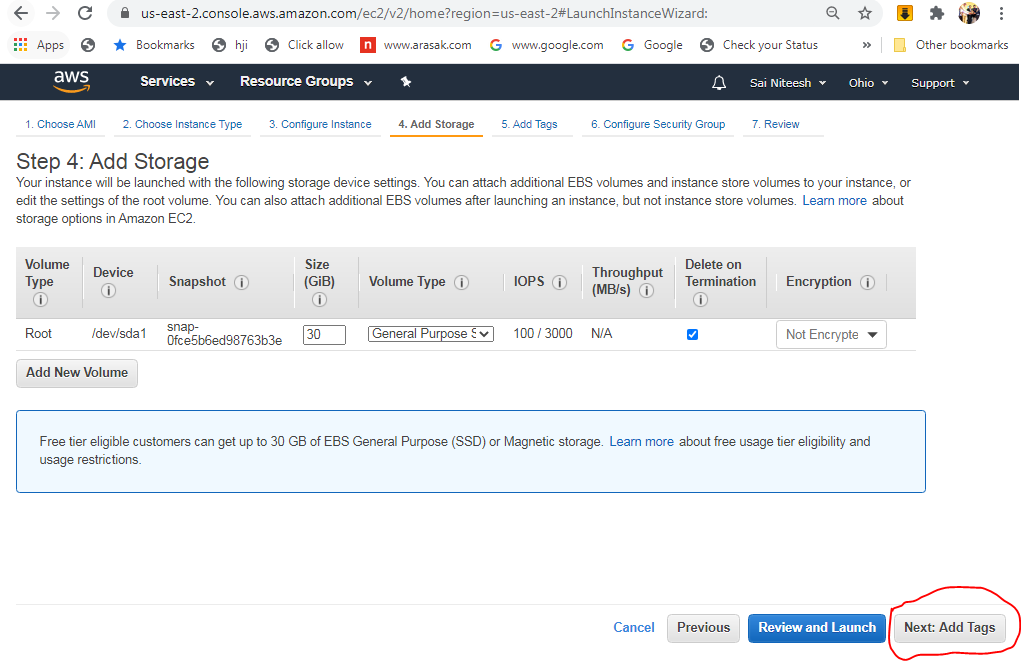 us-east-2.console.aws.amazon.com/ec2/v2/home?region=us-east-2#LaunchInstanceWizard:
Apps Bookmarks hji Click allow n www.arasak.com G www.google.com G Google Check your Status » Other bookmarks
aws Services Resource Groups Sai Niteesh Ohio Support
1. Choose AMI 2. Choose Instance Type 3. Configure Instance 4. Add Storage 5. Add Tags 6. Configure Security Group 7. Review
Step 4: Add Storage
Your instance will be launched with the following storage device settings. You can attach additional EBS volumes and instance store volumes to your instance, or
edit the settings of the root volume. You can also attach additional EBS volumes after launching an instance, but not instance store volumes. Learn more about
storage options in Amazon EC2.
Volume Type i Device i Snapshot i Size (GiB) i Volume Type i IOPS i Throughput (MB/s) i Delete on Termination i Encryption i
Root /dev/sda1 snap-0fce5b6ed98763b3e 30 General Purpose S 100 / 3000 N/A Not Encrypte
Add New Volume
Free tier eligible customers can get up to 30 GB of EBS General Purpose (SSD) or Magnetic storage. Learn more about free usage tier eligibility and
usage restrictions.
Cancel Previous Review and Launch Next: Add Tags